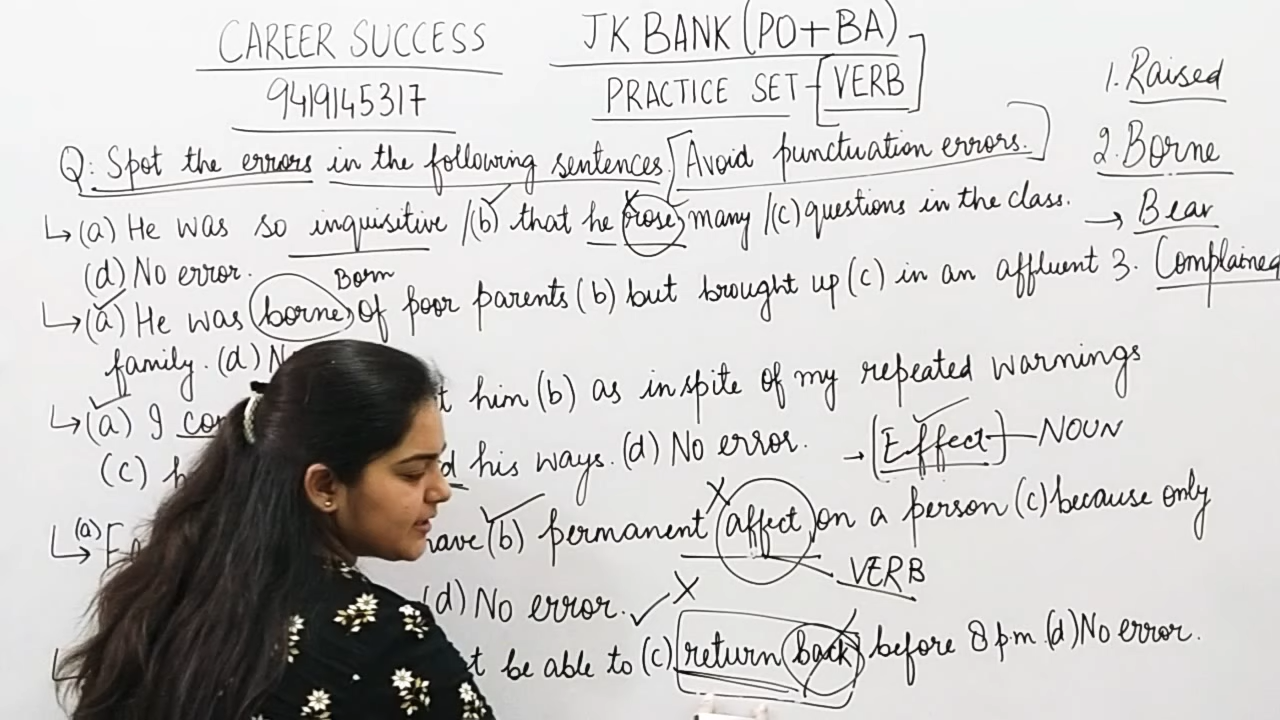 CAREER SUCCESS
9419145317
JK BANK (PO+BA)
PRACTICE SET - VERB
Q: Spot the errors in the following sentences. [Avoid punctuation errors.]
↳ (a) He was so inquisitive /(b) that he rose many /(c) questions in the class.
(d) No error.
Born
↳ (a) He was borne of poor parents (b) but brought up (c) in an affluent
family. (d)
↳ (a) I him (b) as inspite of my repeated warnings
(c) his ways. (d) No error.
↳ (a) (b) permanent affect on a person (c) because only
(d) No error. ✓ X
be able to (c) return back before 8 p.m. (d) No error.
1. Raised
2. Borne
→ Bear
3. Complained
→ [Effect] — NOUN
VERB